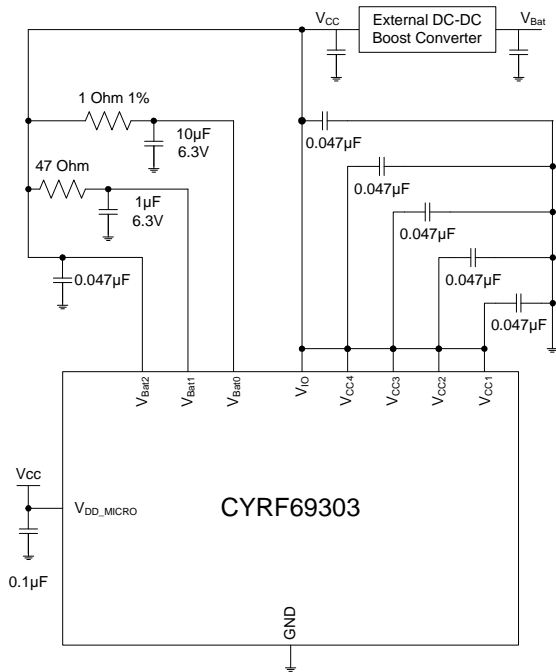 VCC
External DC-DC
Boost Converter
VBat
1 Ohm 1%
10µF
6.3V
0.047µF
47 Ohm
0.047µF
1µF
6.3V
0.047µF
0.047µF
0.047µF
0.047µF
VBat2
VBat1
VBat0
VIO
VCC4
VCC3
VCC2
VCC1
Vcc
VDD_MICRO
CYRF69303
0.1µF
GND